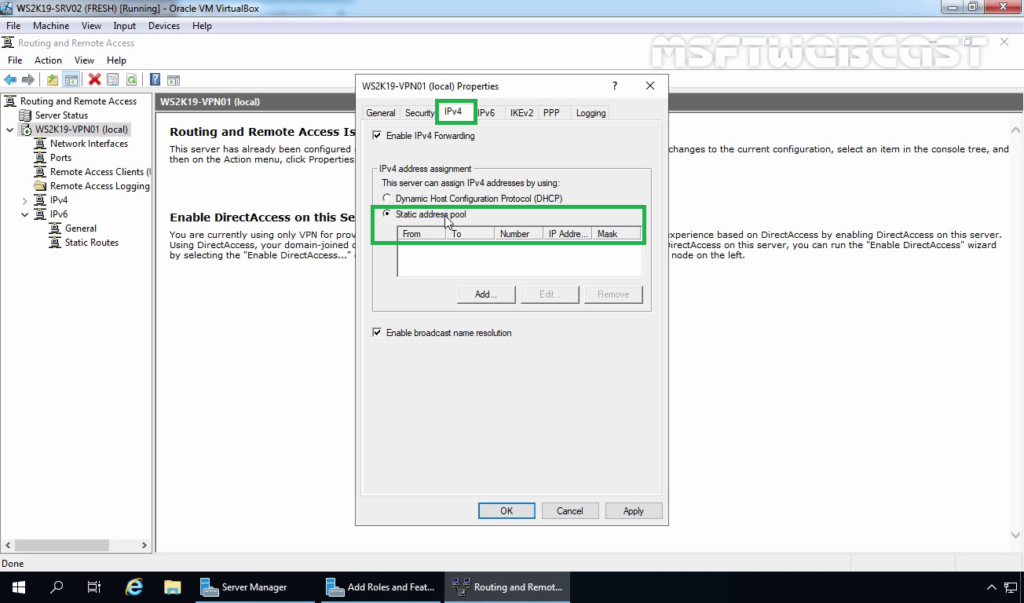 WS2K19-SRV02 (FRESH) [Running] - Oracle VM VirtualBox
File Machine View Input Devices Help
Routing and Remote Access
MSFTWEBCAST
File Action View Help
WS2K19-VPN01 (local) Properties
Routing and Remote Access
Server Status
WS2K19-VPN01 (local)
Network Interfaces
Ports
Remote Access Clients (
Remote Access Logging
IPv4
IPv6
General
Static Routes
WS2K19-VPN01 (local)
Routing and Remote Access Is
This server has already been configured
changes to the current configuration, select an item in the console tree, and
then on the Action menu, click Properties
Enable DirectAccess on this Se
You are currently using only VPN for prov
xperience based on DirectAccess by enabling DirectAccess on this server.
Using DirectAccess, your domain-joined
DirectAccess on this server, you can run the "Enable DirectAccess" wizard
by selecting the "Enable DirectAccess..."
node on the left.
General Security IPv4 IPv6 IKEv2 PPP Logging
Enable IPv4 Forwarding
IPv4 address assignment
This server can assign IPv4 addresses by using:
Dynamic Host Configuration Protocol (DHCP)
Static address pool
From To Number IP Addre... Mask
Add... Edit... Remove
Enable broadcast name resolution
OK Cancel Apply
Done
Server Manager Add Roles and Feat... Routing and Remot...